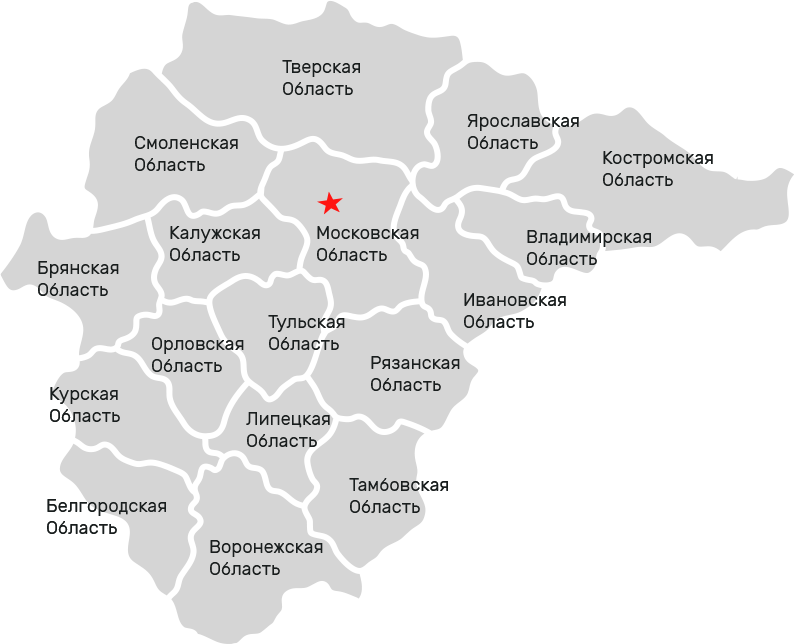 Тверская
Область
Ярославская
Область
Смоленская
Область
Костромская
Область
Калужская
Область
Московская
Область
Владимирская
Область
Брянская
Область
Ивановская
Область
Тульская
Область
Орловская
Область
Рязанская
Область
Курская
Область
Липецкая
Область
Тамбовская
Область
Белгородская
Область
Воронежская
Область